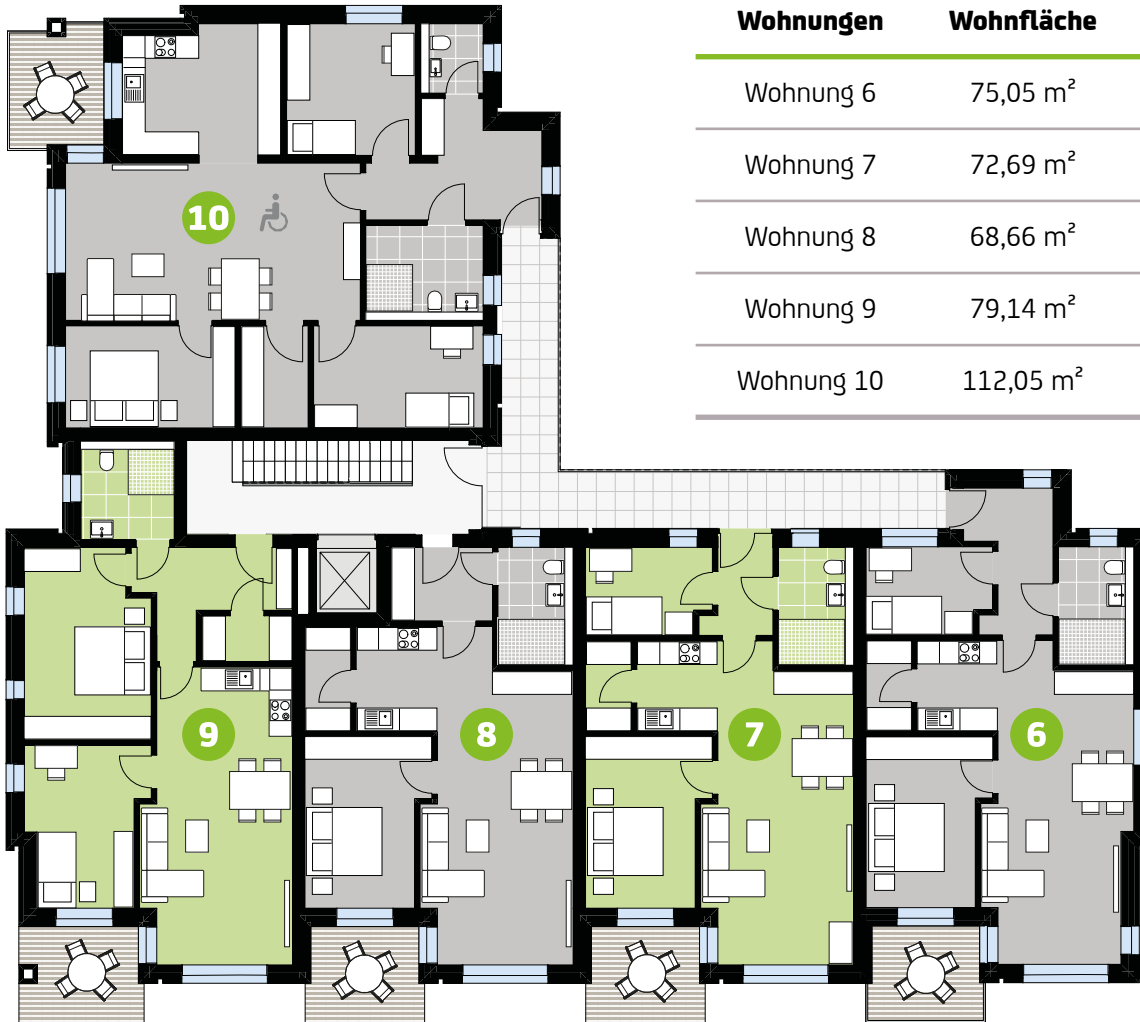 Wohnungen Wohnfläche
Wohnung 6 75,05 m²
Wohnung 7 72,69 m²
Wohnung 8 68,66 m²
Wohnung 9 79,14 m²
Wohnung 10 112,05 m²
10
9 8 7 6